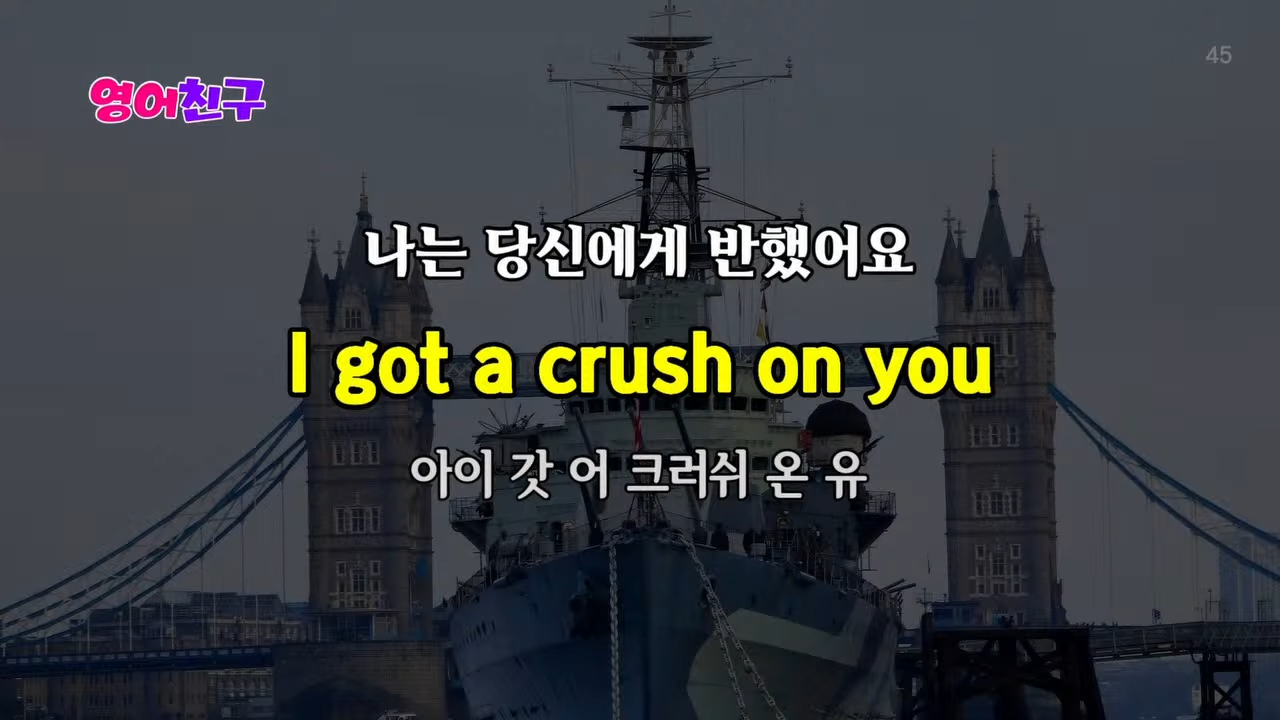 45
영어친구
나는 당신에게 반했어요
I got a crush on you
아이 갓 어 크러쉬 온 유